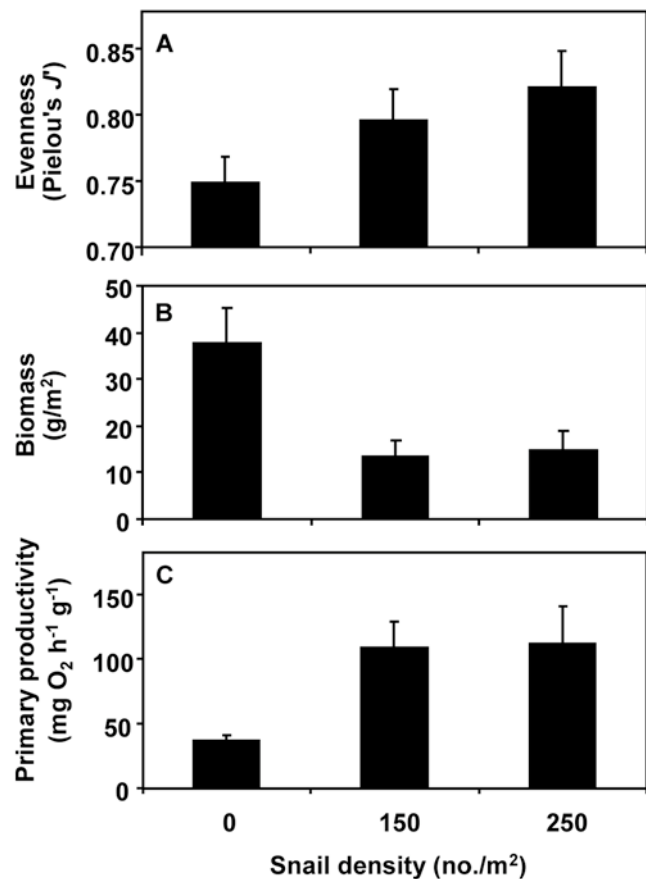 A
Evenness
(Pielou's J')
0.85
0.80
0.75
0.70
B
Biomass
(g/m²)
50
40
30
20
10
0
C
Primary productivity
(mg O₂ h⁻¹ g⁻¹)
150
100
50
0
0 150 250
Snail density (no./m²)